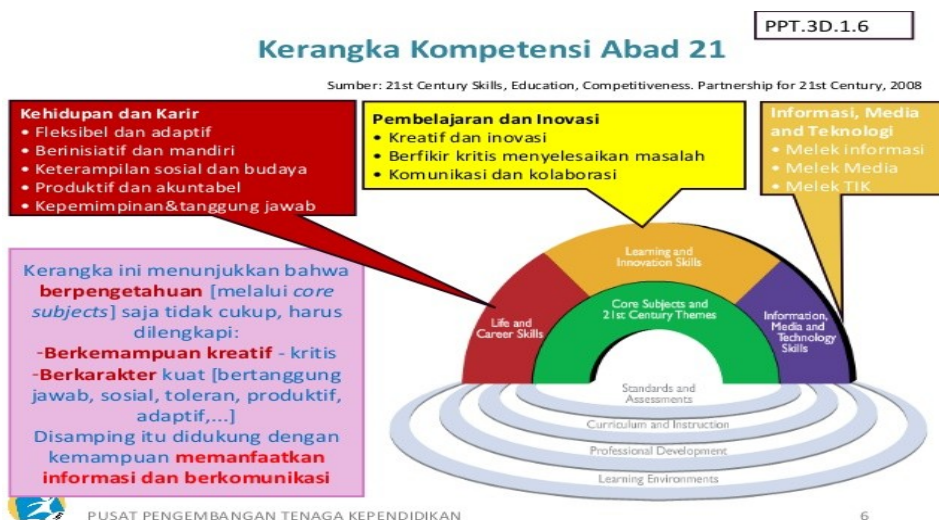 PPT.3D.1.6
Kerangka Kompetensi Abad 21
Sumber: 21st Century Skills, Education, Competitiveness. Partnership for 21st Century, 2008
Kehidupan dan Karir
• Fleksibel dan adaptif
• Berinisiatif dan mandiri
• Keterampilan sosial dan budaya
• Produktif dan akuntabel
• Kepemimpinan&tanggung jawab
Pembelajaran dan Inovasi
• Kreatif dan inovasi
• Berfikir kritis menyelesaikan masalah
• Komunikasi dan kolaborasi
Informasi, Media
and Teknologi
• Melek informasi
• Melek Media
• Melek TIK
Kerangka ini menunjukkan bahwa
berpengetahuan [melalui core
subjects] saja tidak cukup, harus
dilengkapi:
-Berkemampuan kreatif - kritis
-Berkarakter kuat [bertanggung
jawab, sosial, toleran, produktif,
adaptif,...]
Disamping itu didukung dengan
kemampuan memanfaatkan
informasi dan berkomunikasi
Learning and
Innovation Skills
Core Subjects and
21st Century Themes
Life and
Career Skills
Information,
Media and
Technology
Skills
Standards and
Assessments
Curriculum and Instruction
Professional Development
Learning Environments
PUSAT PENGEMBANGAN TENAGA KEPENDIDIKAN
6